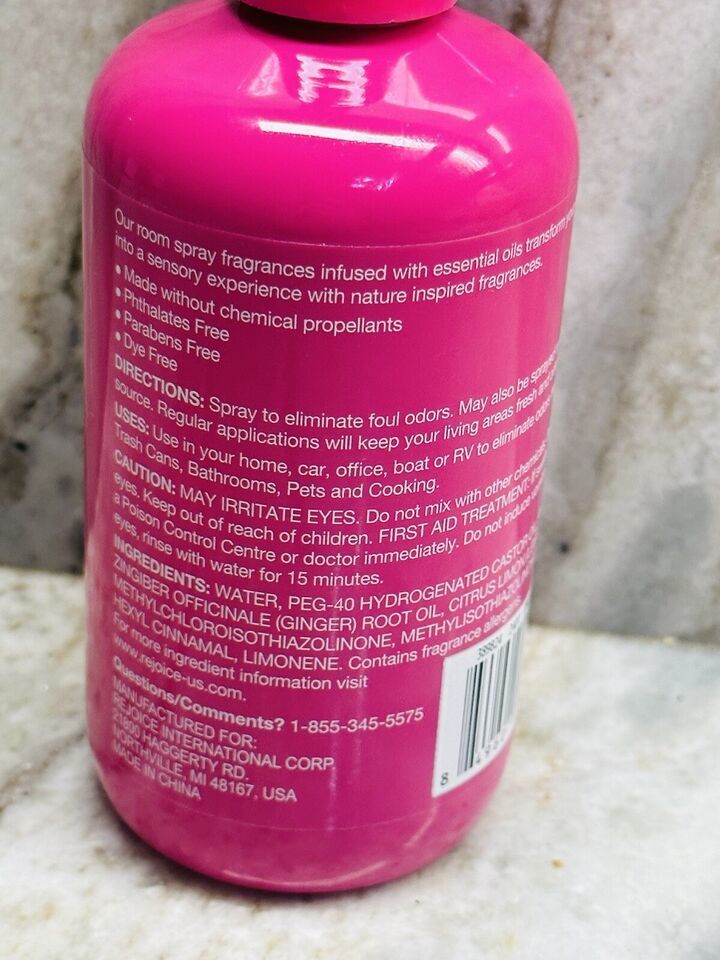 Our room spray fragrances infused with essential oils transform
into a sensory experience with nature inspired fragrances.
• Made without chemical propellants
• Phthalates Free
• Parabens Free
• Dye Free
DIRECTIONS: Spray to eliminate foul odors. May also be
source. Regular applications will keep your living areas fresh and
USES: Use in your home, car, office, boat or RV to eliminate
Trash Cans, Bathrooms, Pets and Cooking.
CAUTION: MAY IRRITATE EYES. Do not mix with other
eyes. Keep out of reach of children. FIRST AID TREATMENT:
a Poison Control Centre or doctor immediately. Do not induce
eyes, rinse with water for 15 minutes.
INGREDIENTS: WATER, PEG-40 HYDROGENATED CASTOR
ZINGIBER OFFICINALE (GINGER) ROOT OIL, CITRUS
METHYLCHLOROISOTHIAZOLINONE,
HEXYL CINNAMAL, LIMONENE. Contains fragrance allergens.
For more ingredient information visit
www.rejoice-us.com.
Questions/Comments? 1-855-345-5575
MANUFACTURED FOR:
REJOICE INTERNATIONAL CORP.
21800 HAGGERTY RD.
NORTHVILLE, MI 48167, USA
MADE IN CHINA